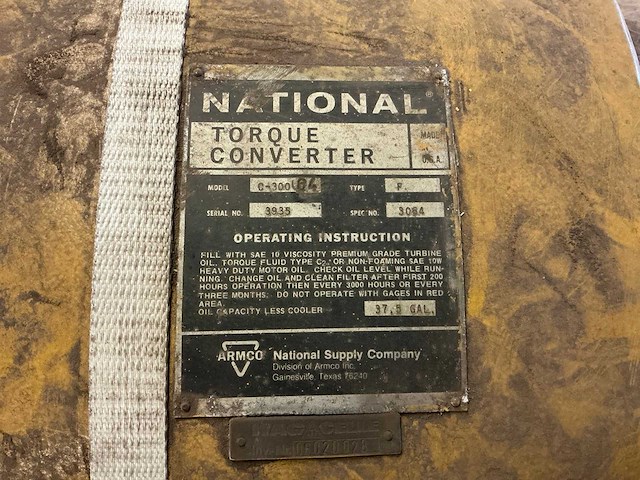 NATIONAL®
TORQUE
CONVERTER
MADE
U.S.A.
MODEL C-300 64 TYPE F.
SERIAL NO. 3935 SPEC NO. 308A
OPERATING INSTRUCTION
FILL WITH SAE 10 VISCOSITY PREMIUM GRADE TURBINE
OIL. TORQUE FLUID TYPE C2, OR NON-FOAMING SAE 10W
HEAVY DUTY MOTOR OIL. CHECK OIL LEVEL WHILE RUN-
NING. CHANGE OIL AND CLEAN FILTER AFTER FIRST 200
HOURS OPERATION THEN EVERY 3000 HOURS OR EVERY
THREE MONTHS. DO NOT OPERATE WITH GAGES IN RED
AREA.
OIL CAPACITY LESS COOLER 37.5 GAL.
ARMCO National Supply Company
Division of Armco Inc.
Gainesville, Texas 76240